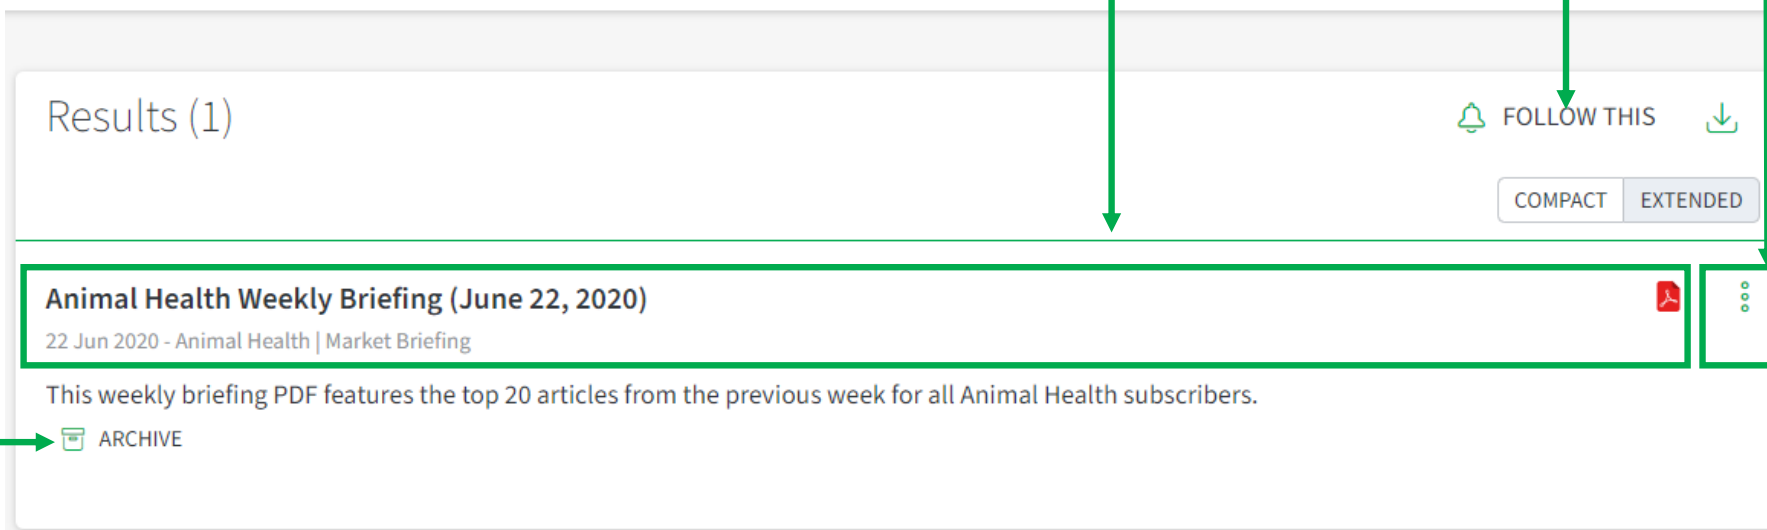 Results (1)
FOLLOW THIS
COMPACT EXTENDED
Animal Health Weekly Briefing (June 22, 2020)
22 Jun 2020 - Animal Health | Market Briefing
This weekly briefing PDF features the top 20 articles from the previous week for all Animal Health subscribers.
ARCHIVE